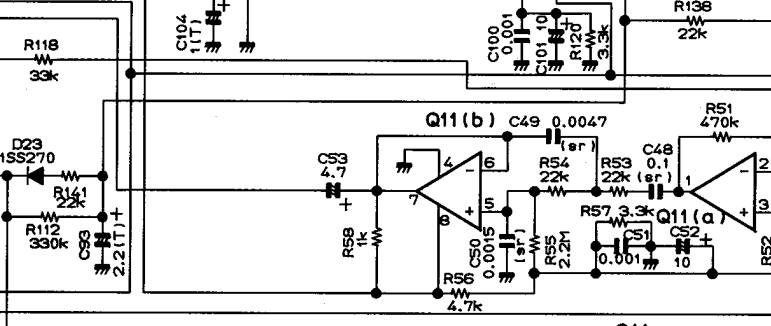 C104
1(T)
+
C100
0.001
C101
10
+
R120
3.3k
R138
22k
R118
33k
Q11(b)
C49
0.0047
(sr)
R51
470k
D23
1SS270
R141
22k
R112
330k
C93
2.2(T)
+
C53
4.7
+
R58
1k
4
7
8
6
5
−
+
C50
0.0015
(sr)
R54
22k
R53
22k
C48
0.1
(sr)
1
2
3
−
+
R55
2.2M
R57 3.3k
Q11(a)
C51
0.001
C52
10
+
R52
R56
4.7k